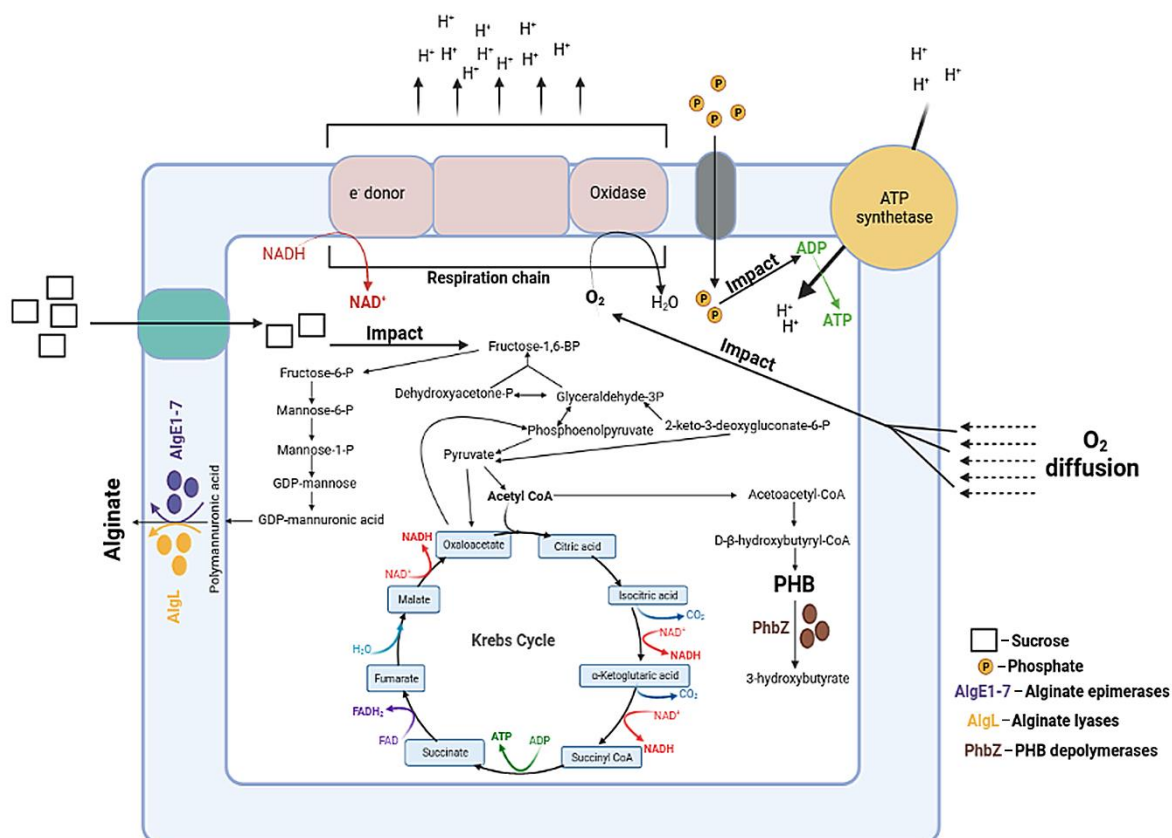 H⁺
H⁺
H⁺
H⁺
H⁺
H⁺
H⁺
H⁺
H⁺
H⁺
H⁺
H⁺
H⁺
P
P
P
P
e⁻ donor
Oxidase
ATP
synthetase
NADH
Respiration chain
NAD⁺
O₂
H₂O
P
P
Impact
ADP
ATP
H⁺
H⁺
Impact
Impact
O₂
diffusion
Fructose-1,6-BP
Fructose-6-P
Dehydroxyacetone-P
Glyceraldehyde-3P
Mannose-6-P
Phosphoenolpyruvate
2-keto-3-deoxygluconate-6-P
Mannose-1-P
Pyruvate
GDP-mannose
Acetyl CoA
Acetoacetyl-CoA
GDP-mannuronic acid
Alginate
AlgE1-7
AlgL
Polymannuronic acid
NADH
NAD⁺
Oxaloacetate
Citric acid
D-β-hydroxybutyryl-CoA
PHB
Malate
Isocitric acid
CO₂
NAD⁺
NADH
PhbZ
H₂O
Krebs Cycle
Fumarate
α-Ketoglutaric acid
CO₂
3-hydroxybutyrate
FADH₂
FAD
NAD⁺
NADH
ATP
ADP
Succinate
Succinyl CoA
– Sucrose
P – Phosphate
AlgE1-7 – Alginate epimerases
AlgL – Alginate lyases
PhbZ – PHB depolymerases